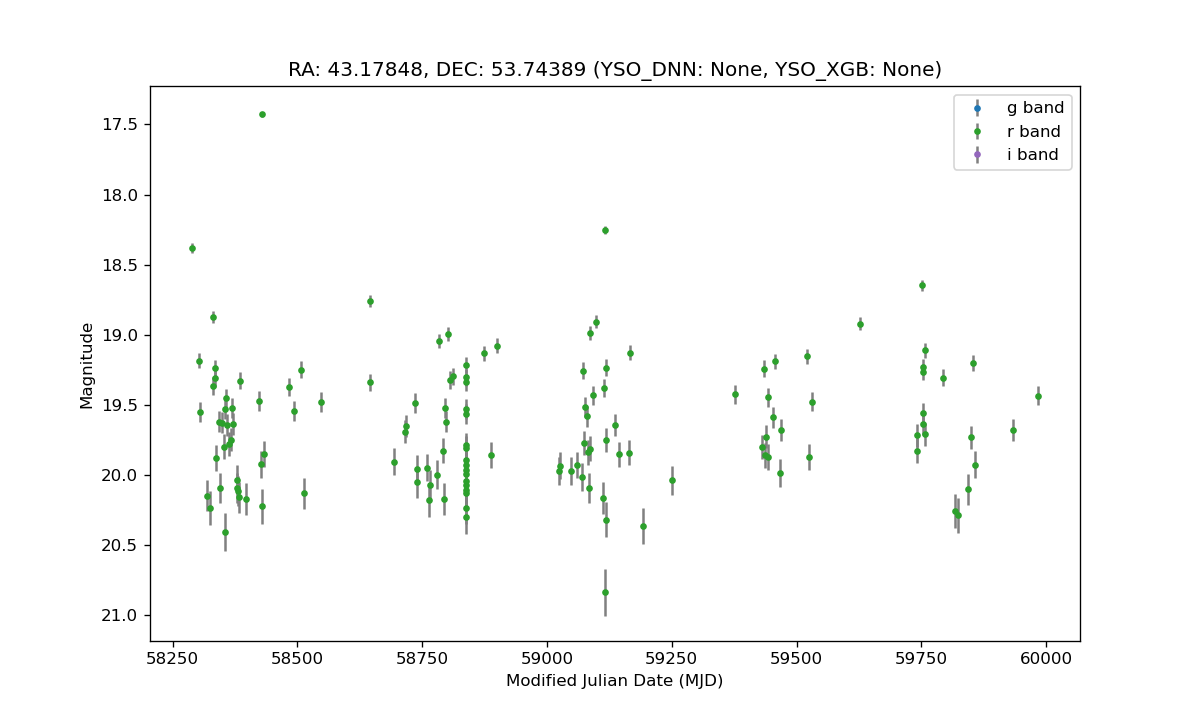 RA: 43.17848, DEC: 53.74389 (YSO_DNN: None, YSO_XGB: None)
g band
r band
i band
17.5
18.0
18.5
19.0
19.5
20.0
20.5
21.0
Magnitude
58250 58500 58750 59000 59250 59500 59750 60000
Modified Julian Date (MJD)